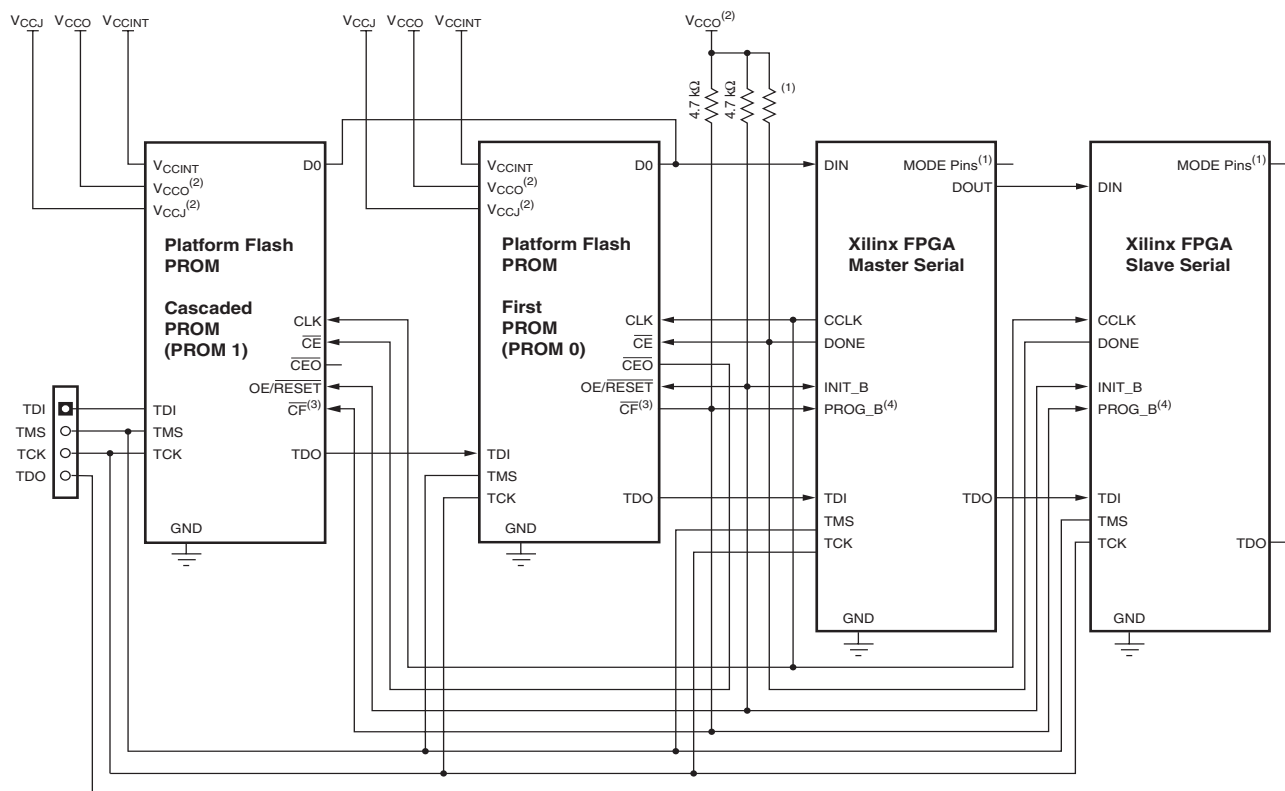 VCCJ VCCO VCCINT
VCCJ VCCO VCCINT
VCCO(2)
4.7 kΩ
4.7 kΩ
(1)
VCCINT
VCCO(2)
VCCJ(2)
D0
Platform Flash
PROM
Cascaded
PROM
(PROM 1)
CLK
CE
CEO
OE/RESET
CF(3)
TDI
TMS
TCK
TDO
GND
TDI
TMS
TCK
TDO
VCCINT
VCCO(2)
VCCJ(2)
D0
Platform Flash
PROM
First
PROM
(PROM 0)
CLK
CE
CEO
OE/RESET
CF(3)
TDI
TMS
TCK
TDO
GND
DIN
MODE Pins(1)
DOUT
Xilinx FPGA
Master Serial
CCLK
DONE
INIT_B
PROG_B(4)
TDI
TMS
TCK
TDO
GND
MODE Pins(1)
DIN
Xilinx FPGA
Slave Serial
CCLK
DONE
INIT_B
PROG_B(4)
TDI
TMS
TCK
TDO
GND